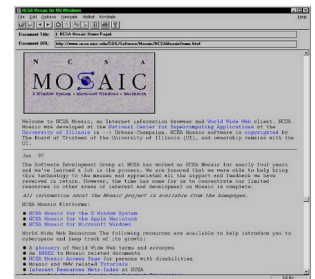 NCSA Mosaic for MS Windows
File Edit Options Navigate Hotlist Annotate Help
Document Title: NCSA Mosaic Home Page
Document URL: http://www.ncsa.uiuc.edu/SDG/Software/Mosaic/NCSAMosaicHome.html
N C S A
MOSAIC
X Window System • Microsoft Windows • Macintosh
Welcome to NCSA Mosaic, an Internet information browser and World Wide Web client. NCSA
Mosaic was developed at the National Center for Supercomputing Applications at the
University of Illinois in --> Urbana-Champaign. NCSA Mosaic software is copyrighted by
The Board of Trustees of the University of Illinois (UI), and ownership remains with the
UI.
Jan '97
The Software Development Group at NCSA has worked on NCSA Mosaic for nearly four years
and we've learned a lot in the process. We are honored that we were able to help bring
this technology to the masses and appreciated all the support and feedback we have
received in return. However, the time has come for us to concentrate our limited
resources in other areas of interest and development on Mosaic is complete.
All information about the Mosaic project is available from the homepages.
NCSA Mosaic Platforms:
NCSA Mosaic for the X Window System
NCSA Mosaic for the Apple Macintosh
NCSA Mosaic for Microsoft Windows
World Wide Web Resources The following resources are available to help introduce you to
cyberspace and keep track of its growth:
A glossary of World Wide Web terms and acronyms
An INDEX to Mosaic related documents
NCSA Mosaic Access Page for persons with disabilities
Mosaic and WWW related Tutorials
Internet Resources Meta-Index at NCSA